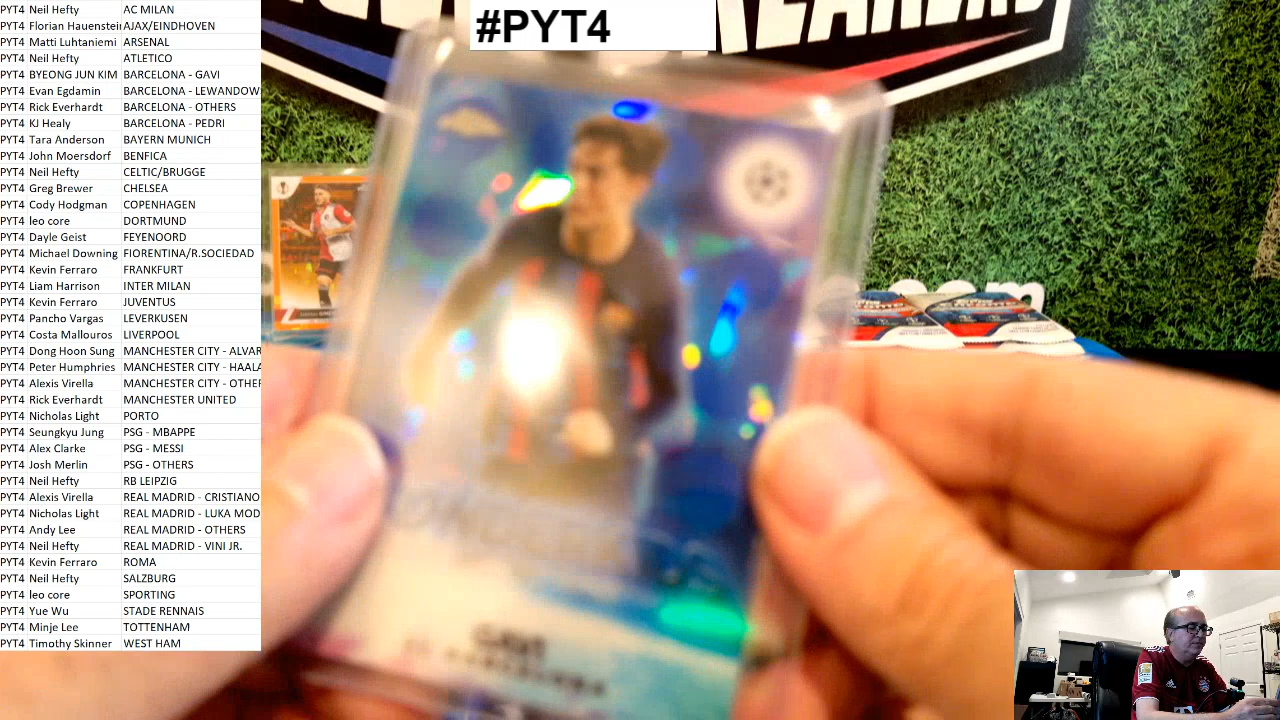 #PYT4
PYT4 Neil Hefty AC MILAN
PYT4 Florian Hauenstein AJAX/EINDHOVEN
PYT4 Matti Luhtaniemi ARSENAL
PYT4 Neil Hefty ATLETICO
PYT4 BYEONG JUN KIM BARCELONA - GAVI
PYT4 Evan Egdamin BARCELONA - LEWANDOW
PYT4 Rick Everhardt BARCELONA - OTHERS
PYT4 KJ Healy BARCELONA - PEDRI
PYT4 Tara Anderson BAYERN MUNICH
PYT4 John Moersdorf BENFICA
PYT4 Neil Hefty CELTIC/BRUGGE
PYT4 Greg Brewer CHELSEA
PYT4 Cody Hodgman COPENHAGEN
PYT4 leo core DORTMUND
PYT4 Dayle Geist FEYENOORD
PYT4 Michael Downing FIORENTINA/R.SOCIEDAD
PYT4 Kevin Ferraro FRANKFURT
PYT4 Liam Harrison INTER MILAN
PYT4 Kevin Ferraro JUVENTUS
PYT4 Pancho Vargas LEVERKUSEN
PYT4 Costa Vallouros LIVERPOOL
PYT4 Dong Hoon Sung MANCHESTER CITY - ALVAR
PYT4 Peter Humphries MANCHESTER CITY - HAALA
PYT4 Alexis Virella MANCHESTER CITY - OTHER
PYT4 Rick Everhardt MANCHESTER UNITED
PYT4 Nicholas Light PORTO
PYT4 Seungkyu Jung PSG - MBAPPE
PYT4 Alex Clarke PSG - MESSI
PYT4 Josh Merlin PSG - OTHERS
PYT4 Neil Hefty RB LEIPZIG
PYT4 Alexis Virella REAL MADRID - CRISTIANO
PYT4 Nicholas Light REAL MADRID - LUKA MOD
PYT4 Andy Lee REAL MADRID - OTHERS
PYT4 Neil Hefty REAL MADRID - VINI JR.
PYT4 Kevin Ferraro ROMA
PYT4 Neil Hefty SALZBURG
PYT4 leo core SPORTING
PYT4 Yue Wu STADE RENNAIS
PYT4 Minje Lee TOTTENHAM
PYT4 Timothy Skinner WEST HAM